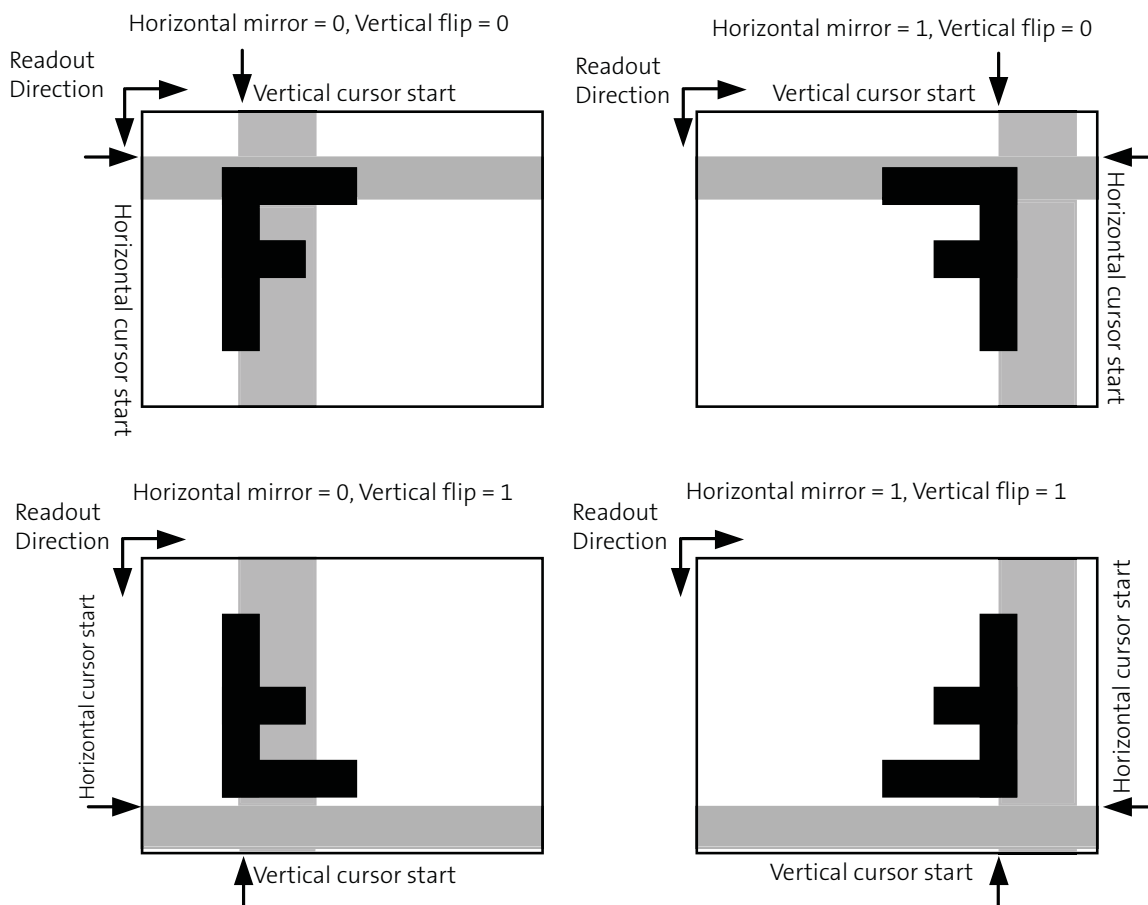 Horizontal mirror = 0, Vertical flip = 0
Readout
Direction
Vertical cursor start
Horizontal cursor start
Horizontal mirror = 1, Vertical flip = 0
Readout
Direction
Vertical cursor start
Horizontal cursor start
Horizontal mirror = 0, Vertical flip = 1
Readout
Direction
Horizontal cursor start
Vertical cursor start
Horizontal mirror = 1, Vertical flip = 1
Readout
Direction
Horizontal cursor start
Vertical cursor start